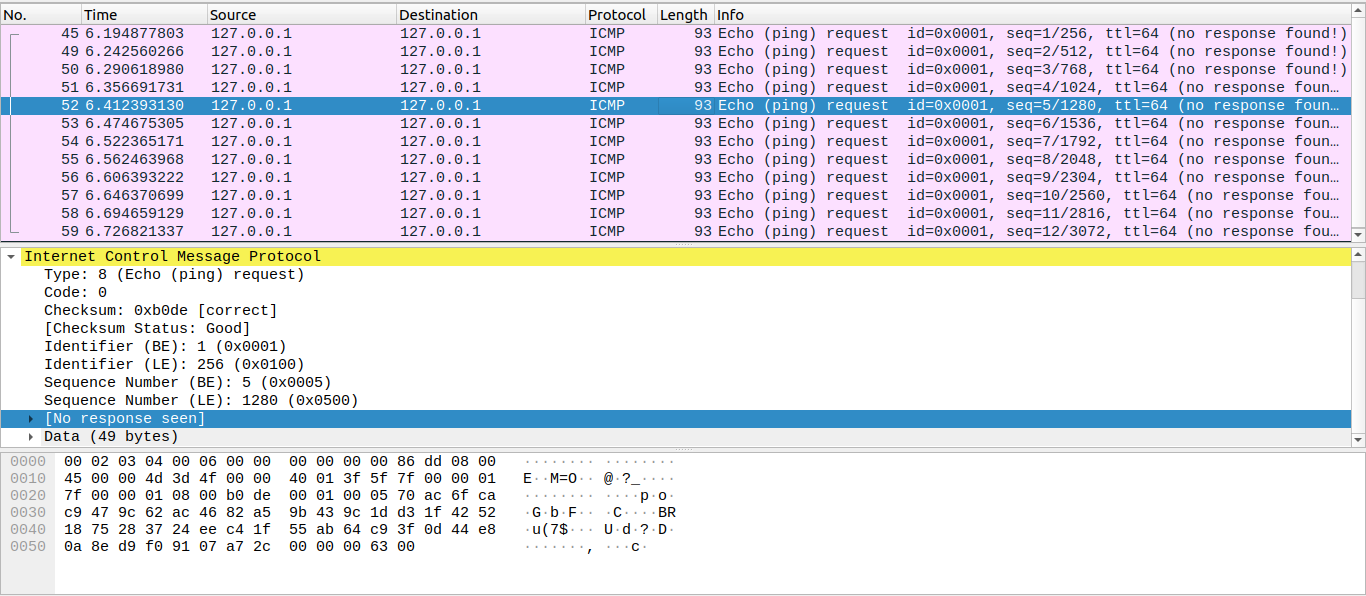 No. Time Source Destination Protocol Length Info
45 6.194877803 127.0.0.1 127.0.0.1 ICMP 93 Echo (ping) request id=0x0001, seq=1/256, ttl=64 (no response found!)
49 6.242560266 127.0.0.1 127.0.0.1 ICMP 93 Echo (ping) request id=0x0001, seq=2/512, ttl=64 (no response found!)
50 6.290618980 127.0.0.1 127.0.0.1 ICMP 93 Echo (ping) request id=0x0001, seq=3/768, ttl=64 (no response found!)
51 6.356691731 127.0.0.1 127.0.0.1 ICMP 93 Echo (ping) request id=0x0001, seq=4/1024, ttl=64 (no response foun…
52 6.412393130 127.0.0.1 127.0.0.1 ICMP 93 Echo (ping) request id=0x0001, seq=5/1280, ttl=64 (no response foun…
53 6.474675305 127.0.0.1 127.0.0.1 ICMP 93 Echo (ping) request id=0x0001, seq=6/1536, ttl=64 (no response foun…
54 6.522365171 127.0.0.1 127.0.0.1 ICMP 93 Echo (ping) request id=0x0001, seq=7/1792, ttl=64 (no response foun…
55 6.562463968 127.0.0.1 127.0.0.1 ICMP 93 Echo (ping) request id=0x0001, seq=8/2048, ttl=64 (no response foun…
56 6.606393222 127.0.0.1 127.0.0.1 ICMP 93 Echo (ping) request id=0x0001, seq=9/2304, ttl=64 (no response foun…
57 6.646370699 127.0.0.1 127.0.0.1 ICMP 93 Echo (ping) request id=0x0001, seq=10/2560, ttl=64 (no response fou…
58 6.694659129 127.0.0.1 127.0.0.1 ICMP 93 Echo (ping) request id=0x0001, seq=11/2816, ttl=64 (no response fou…
59 6.726821337 127.0.0.1 127.0.0.1 ICMP 93 Echo (ping) request id=0x0001, seq=12/3072, ttl=64 (no response fou…
Internet Control Message Protocol
Type: 8 (Echo (ping) request)
Code: 0
Checksum: 0xb0de [correct]
[Checksum Status: Good]
Identifier (BE): 1 (0x0001)
Identifier (LE): 256 (0x0100)
Sequence Number (BE): 5 (0x0005)
Sequence Number (LE): 1280 (0x0500)
[No response seen]
Data (49 bytes)
0000 00 02 03 04 00 06 00 00 00 00 00 00 86 dd 08 00 ········ ········
0010 45 00 00 4d 3d 4f 00 00 40 01 3f 5f 7f 00 00 01 E··M=O·· @·?_····
0020 7f 00 00 01 08 00 b0 de 00 01 00 05 70 ac 6f ca ········ ····p·o·
0030 c9 47 9c 62 ac 46 82 a5 9b 43 9c 1d d3 1f 42 52 ·G·b·F·· ·C····BR
0040 18 75 28 37 24 ee c4 1f 55 ab 64 c9 3f 0d 44 e8 ·u(7$··· U·d·?·D·
0050 0a 8e d9 f0 91 07 a7 2c 00 00 00 63 00 ·······, ···c·